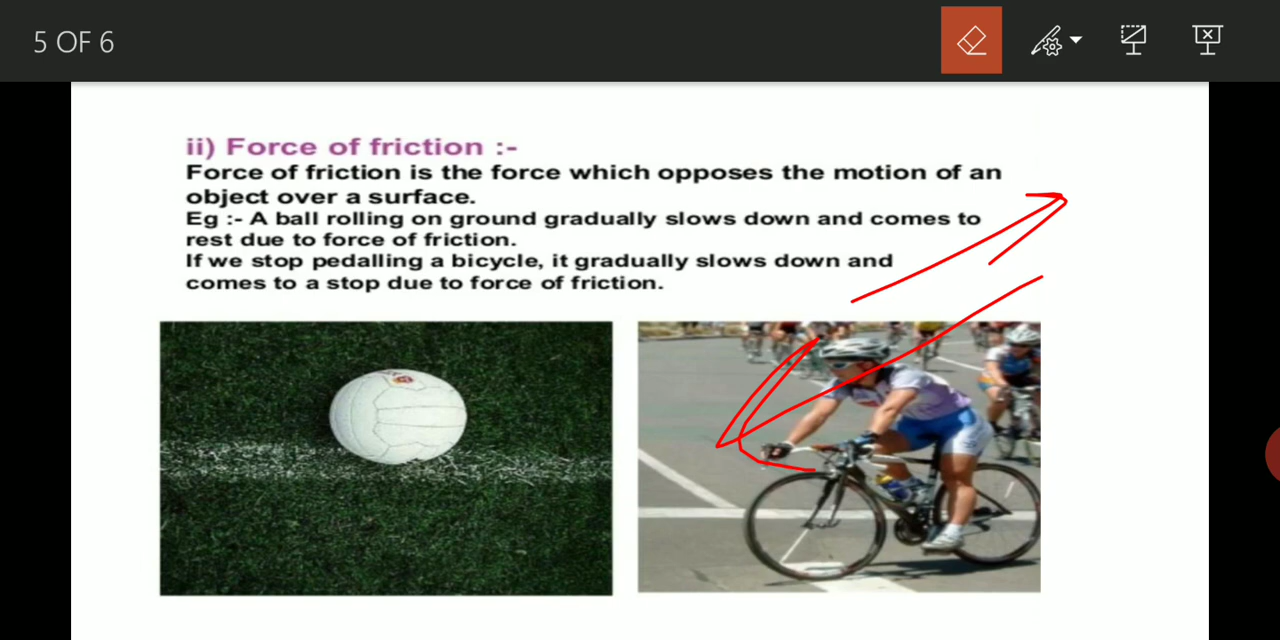 5 OF 6
ii) Force of friction :-
Force of friction is the force which opposes the motion of an
object over a surface.
Eg :- A ball rolling on ground gradually slows down and comes to
rest due to force of friction.
If we stop pedalling a bicycle, it gradually slows down and
comes to a stop due to force of friction.